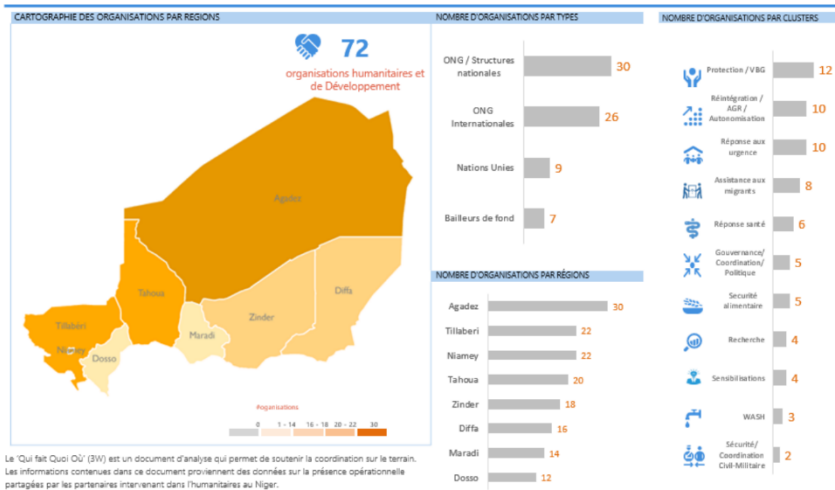 CARTOGRAPHIE DES ORGANISATIONS PAR REGIONS
72
organisations humanitaires et
de Développement
Agadez
Tahoua
Diffa
Zinder
Tillabéri
Maradi
Niamey
Dosso
#oganisations
0 1 - 14 16 - 18 20 - 22 30
Le 'Qui fait Quoi Où' (3W) est un document d'analyse qui permet de soutenir la coordination sur le terrain.
Les informations contenues dans ce document proviennent des données sur la présence opérationnelle
partagées par les partenaires intervenant dans l'humanitaires au Niger.
NOMBRE D'ORGANISATIONS PAR TYPES
ONG / Structures
nationales
30
ONG
Internationales
26
Nations Unies 9
Bailleurs de fond 7
NOMBRE D'ORGANISATIONS PAR RÉGIONS
Agadez 30
Tillaberi 22
Niamey 22
Tahoua 20
Zinder 18
Diffa 16
Maradi 14
Dosso 12
NOMBRE D'ORGANISATIONS PAR CLUSTERS
Protection / VBG 12
Réintégration /
AGR /
Autonomisation
10
Réponse aux
urgence
10
Assistance aux
migrants
8
Réponse santé 6
Gouvernance/
Coordination/
Politique
5
Securité
alimentaire
5
Recherche 4
Sensibilisations 4
WASH 3
Sécurité/
Coordination
Civil-Militaire
2